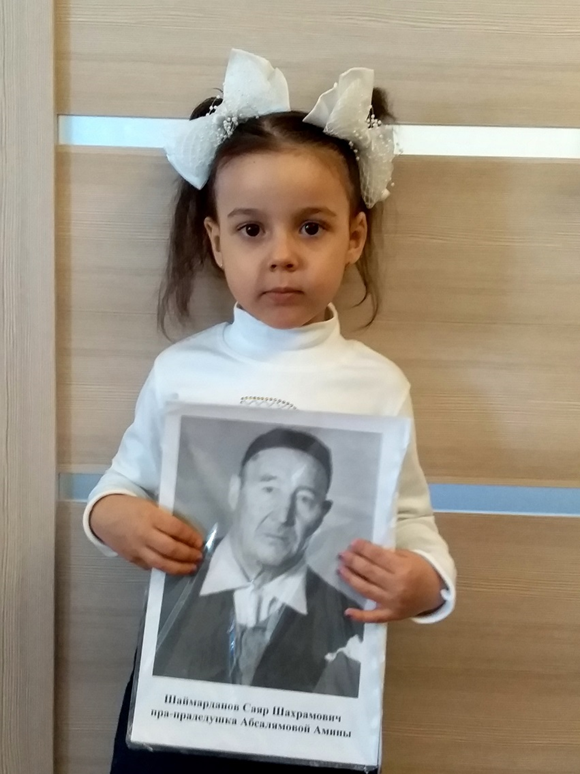 Шаймарданов Саяр Шахрамович
пра-прадедушка Абсалямовой Амины